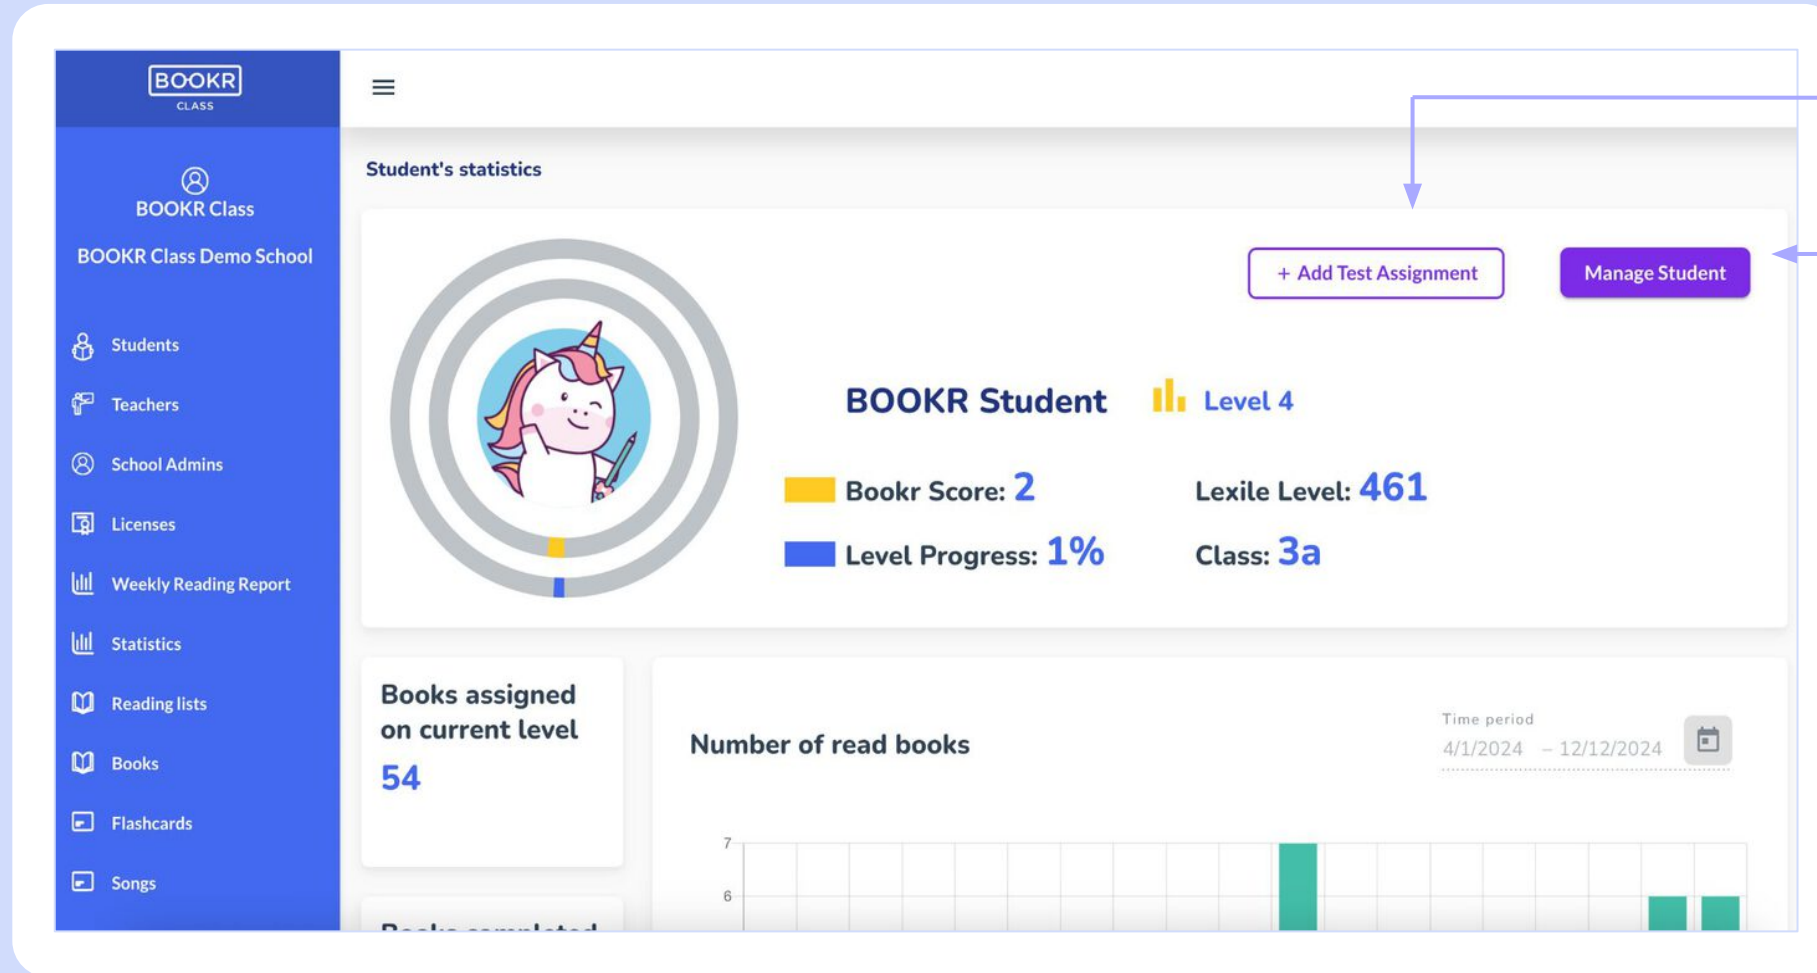 BOOKR
CLASS
BOOKR Class
BOOKR Class Demo School
Students
Teachers
School Admins
Licenses
Weekly Reading Report
Statistics
Reading lists
Books
Flashcards
Songs
Student's statistics
+ Add Test Assignment
Manage Student
BOOKR Student
Level 4
Bookr Score: 2
Lexile Level: 461
Level Progress: 1%
Class: 3a
Books assigned
on current level
54
Number of read books
Time period
4/1/2024 – 12/12/2024
7
6
Books completed